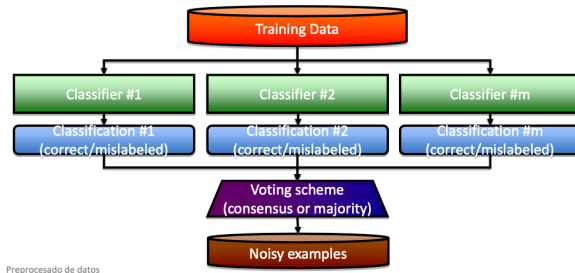 Training Data
Classifier #1
Classifier #2
Classifier #m
Classification #1
(correct/mislabeled)
Classification #2
(correct/mislabeled)
Classification #m
(correct/mislabeled)
Voting scheme
(consensus or majority)
Noisy examples
Preprocesado de datos